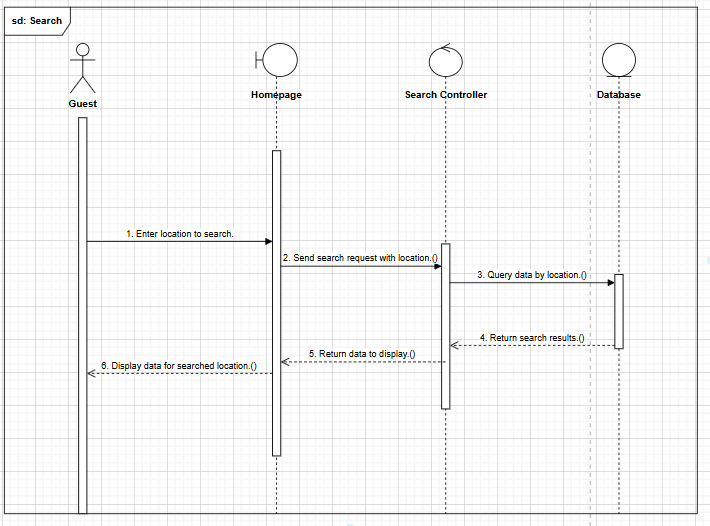 sd: Search
Guest
Homepage
Search Controller
Database
1. Enter location to search.
2. Send search request with location.()
3. Query data by location.()
4. Return search results.()
5. Return data to display.()
6. Display data for searched location.()